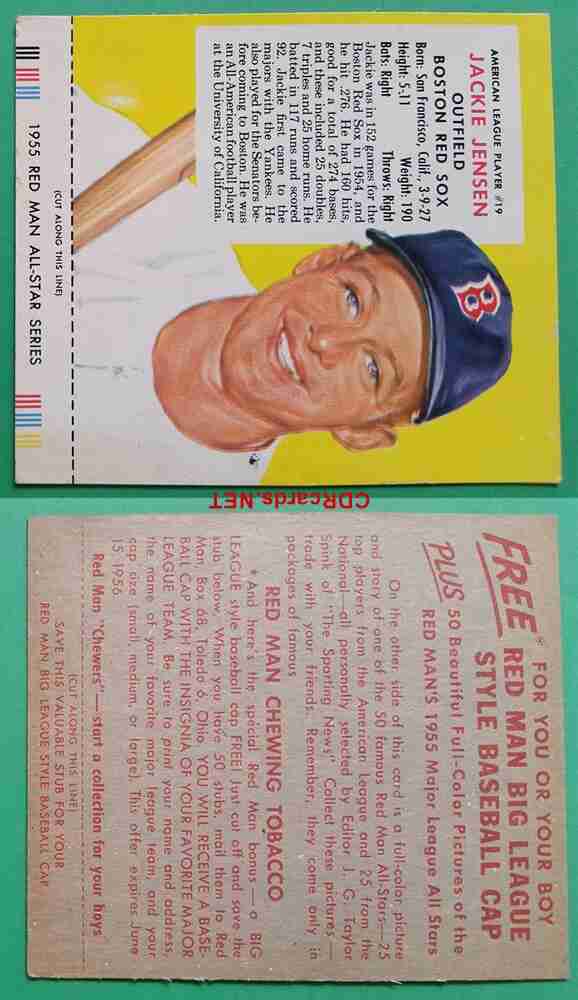 AMERICAN LEAGUE PLAYER #19
JACKIE JENSEN
OUTFIELD
BOSTON RED SOX
Born: San Francisco, Calif., 3-9-27
Height: 5-11 Weight: 190
Bats: Right Throws: Right
Jackie was in 152 games for the
Boston Red Sox in 1954, and
he hit .276. He had 160 hits,
good for a total of 274 bases,
and these included 25 doubles,
7 triples and 25 home runs. He
batted in 117 runs and scored
92. Jackie first came to the
majors with the Yankees. He
also played for the Senators be-
fore coming to Boston. He was
an All-American football player
at the University of California.
B
(CUT ALONG THIS LINE)
1955 RED MAN ALL-STAR SERIES
CDRcards.NET
FOR YOU OR YOUR BOY
FREE* RED MAN BIG LEAGUE
STYLE BASEBALL CAP
PLUS 50 Beautiful Full-Color Pictures of the
RED MAN'S 1955 Major League All Stars
On the other side of this card is a full-color picture
and story of one of the 50 famous Red Man All-Stars—25
top players from the American League and 25 from the
National—all personally selected by Editor J. G. Taylor
Spink of "The Sporting News" Collect these pictures—
trade with your friends. Remember, they come only in
packages of famous
RED MAN CHEWING TOBACCO
* And here's the special Red Man bonus — a BIG
LEAGUE style baseball cap FREE! Just cut off and save the
stub below. When you have 50 stubs, mail them to Red
Man, Box 68, Toledo 6, Ohio. YOU WILL RECEIVE A BASE-
BALL CAP WITH THE INSIGNIA OF YOUR FAVORITE MAJOR
LEAGUE TEAM. Be sure to print your name and address,
the name of your favorite major league team, and your
cap size (small, medium, or large). This offer expires June
15, 1956.
Red Man "Chewers"—start a collection for your boys
(CUT ALONG THIS LINE)
SAVE THIS VALUABLE STUB FOR YOUR
RED MAN BIG LEAGUE STYLE BASEBALL CAP